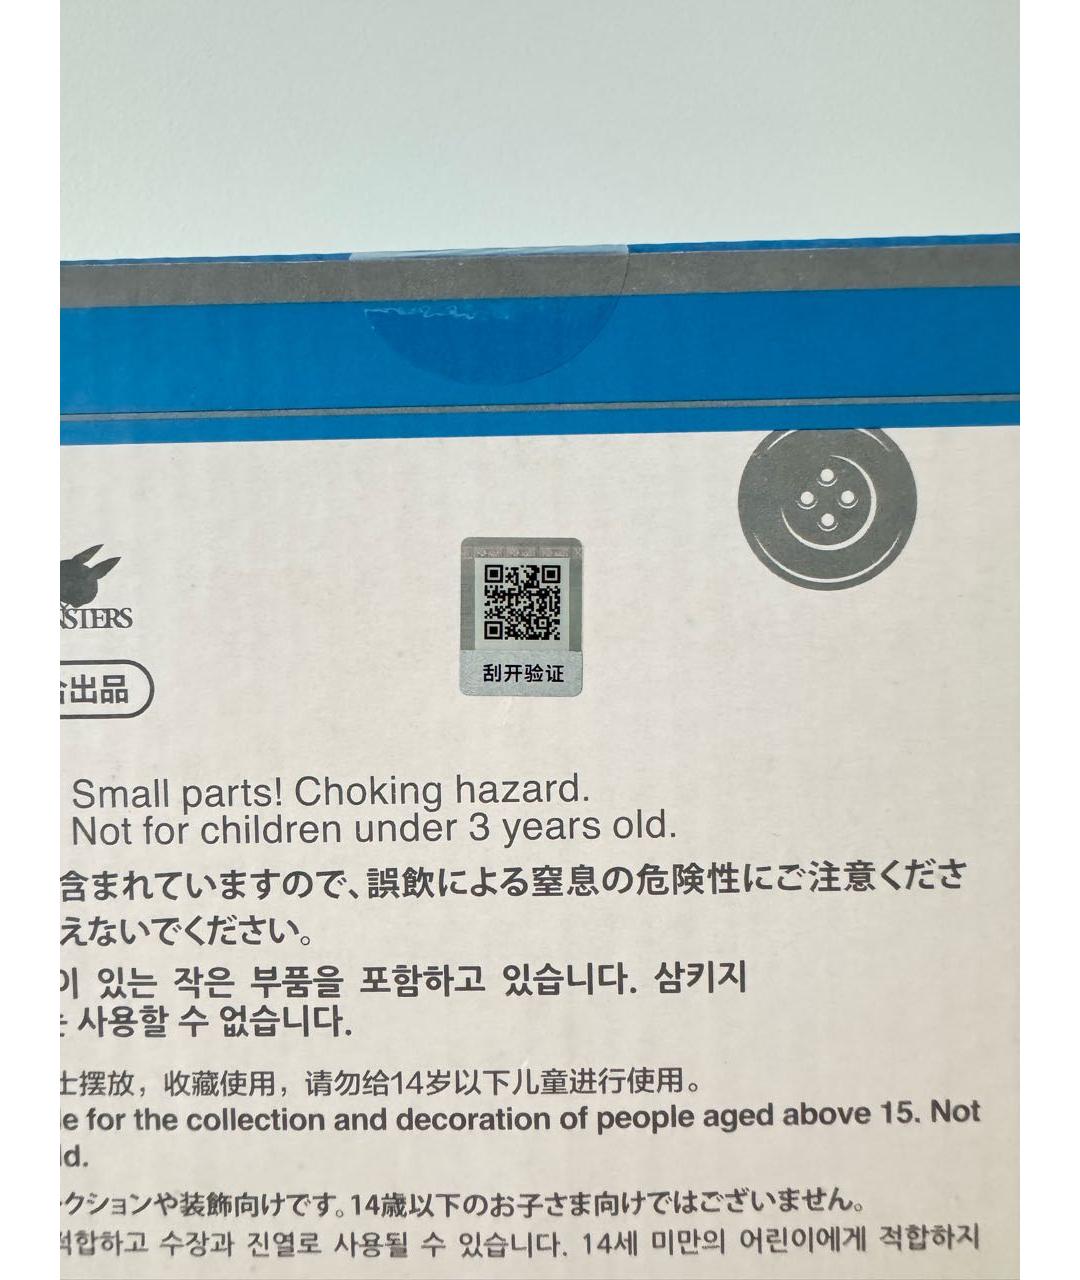 STERS
刮开验证
出品
Small parts! Choking hazard.
Not for children under 3 years old.
含まれていますので、誤飲による窒息の危険性にご注意くださ
えないでください。
이 있는 작은 부품을 포함하고 있습니다. 삼키지
사용할 수 없습니다.
士摆放，收藏使用，请勿给14岁以下儿童进行使用。
le for the collection and decoration of people aged above 15. Not
ld.
クションや装飾向けです。14歳以下のお子さま向けではございません。
적합하고 수장과 진열로 사용될 수 있습니다. 14세 미만의 어린이에게 적합하지